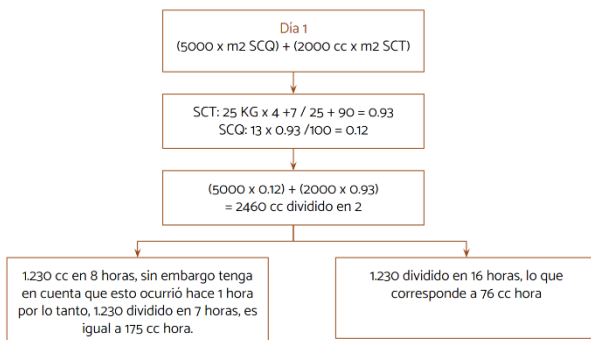 Día 1
(5000 x m2 SCQ) + (2000 cc x m2 SCT)
SCT: 25 KG x 4 +7 / 25 + 90 = 0.93
SCQ: 13 x 0.93 /100 = 0.12
(5000 x 0.12) + (2000 x 0.93)
= 2460 cc dividido en 2
1.230 cc en 8 horas, sin embargo tenga
en cuenta que esto ocurrió hace 1 hora
por lo tanto, 1.230 dividido en 7 horas, es
igual a 175 cc hora.
1.230 dividido en 16 horas, lo que
corresponde a 76 cc hora